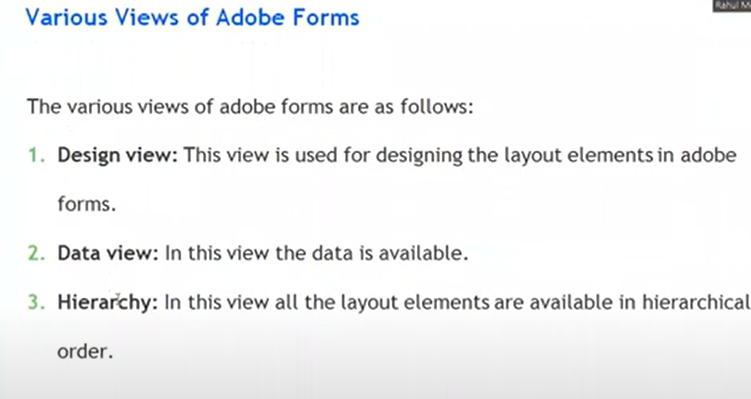 Rahul M
Various Views of Adobe Forms
The various views of adobe forms are as follows:
1. Design view: This view is used for designing the layout elements in adobe
forms.
2. Data view: In this view the data is available.
3. Hierarchy: In this view all the layout elements are available in hierarchical
order.